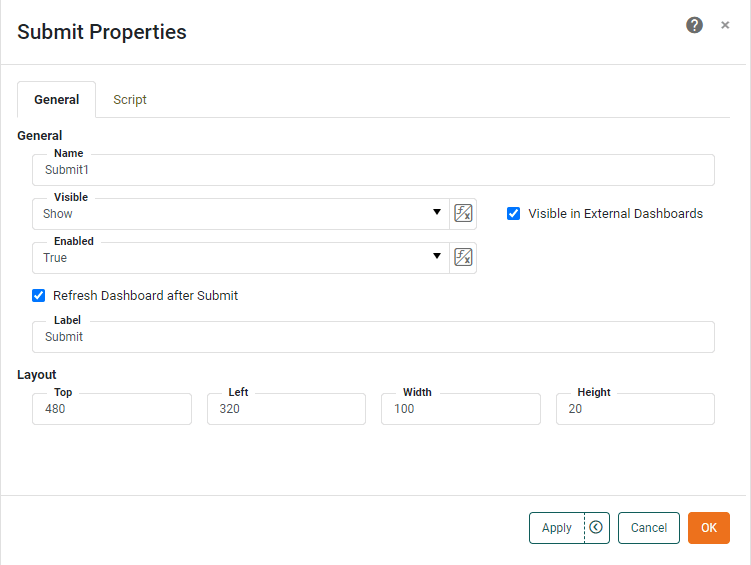 Submit Properties
General Script
General
Name
Submit1
Visible
Show
Visible in External Dashboards
Enabled
True
Refresh Dashboard after Submit
Label
Submit
Layout
Top Left Width Height
480 320 100 20
Apply Cancel OK